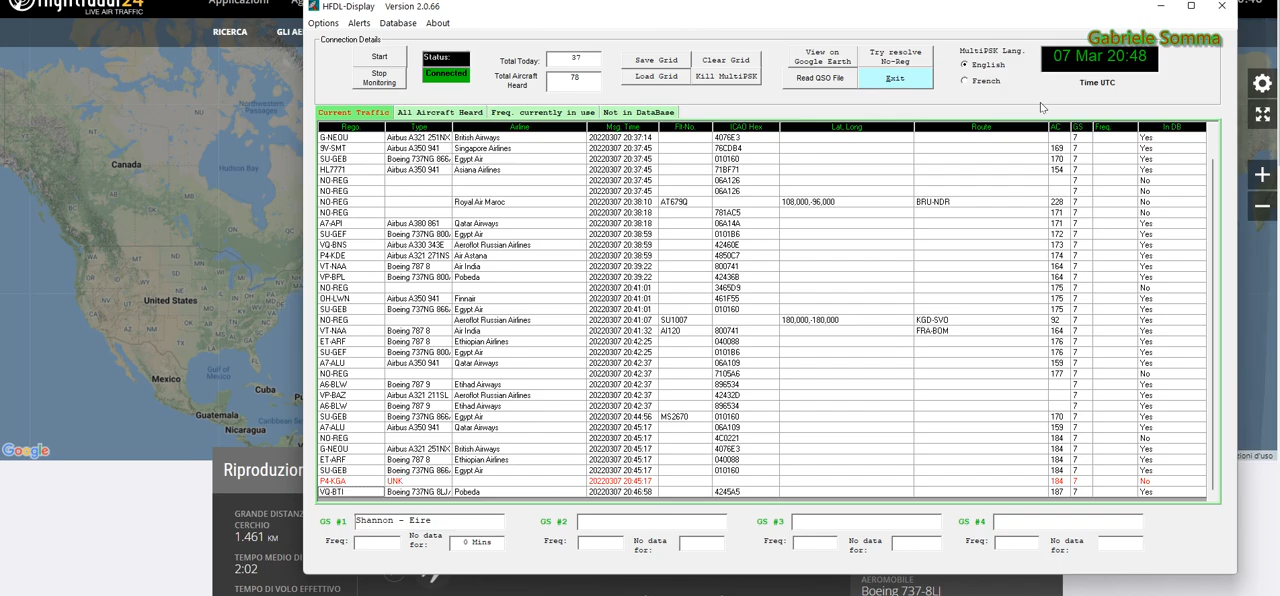 flightradar24
LIVE AIR TRAFFIC
Applicazioni
RICERCA
HFDL-Display Version 2.0.66
Options Alerts Database About
Connection Details
Start
Stop Monitoring
Status:
Connected
Total Today: 37
Total Aircraft Heard 78
Save Grid Clear Grid
Load Grid Kill MultiPSK
View on Google Earth
Try resolve No-Reg
Read QSO File
Exit
MultiPSK Lang.
English
French
Gabriele Somma
07 Mar 20:48
Time UTC
Current Traffic All Aircraft Heard Freq. currently in use Not in DataBase
Rego Type Airline Msg. Time Flt-No. ICAO Hex Lat, Long Route AC GS Freq. In DB
G-NEOU Airbus A321 251NX British Airways 20220307 20:37:14 4076E3 7 Yes
9V-SMT Airbus A350 941 Singapore Airlines 20220307 20:37:45 76CDB4 169 7 Yes
SU-GEB Boeing 737NG 866/ Egypt Air 20220307 20:37:45 010160 170 7 Yes
HL7771 Airbus A350 941 Asiana Airlines 20220307 20:37:45 71BF71 154 7 Yes
NO-REG 20220307 20:37:45 06A126 7 No
NO-REG 20220307 20:37:45 06A126 7 No
NO-REG Royal Air Maroc 20220307 20:38:10 AT679Q 108,000,-96,000 BRU-NDR 228 7 No
NO-REG 20220307 20:38:18 781AC5 171 7 No
A7-API Airbus A380 861 Qatar Airways 20220307 20:38:18 06A14A 171 7 Yes
SU-GEF Boeing 737NG 866/ Egypt Air 20220307 20:38:59 0101B6 172 7 Yes
VQ-BNS Airbus A330 343E Aeroflot Russian Airlines 20220307 20:38:59 42460E 173 7 Yes
P4-KDE Airbus A321 271NS Air Astana 20220307 20:38:59 4850C7 174 7 Yes
VT-NAA Boeing 787 8 Air India 20220307 20:39:22 800741 164 7 Yes
VP-BPL Boeing 737NG 800/ Pobeda 20220307 20:39:22 42436B 164 7 Yes
NO-REG 20220307 20:41:01 3465D9 175 7 No
OH-LWN Airbus A350 941 Finnair 20220307 20:41:01 461F55 175 7 Yes
SU-GEB Boeing 737NG 866/ Egypt Air 20220307 20:41:01 010160 175 7 Yes
NO-REG Aeroflot Russian Airlines 20220307 20:41:07 SU1007 180,000,-180,000 KGD-SVO 92 7 Yes
VT-NAA Boeing 787 8 Air India 20220307 20:41:32 AI120 800741 FRA-BOM 164 7 Yes
ET-ARF Boeing 787 8 Ethiopian Airlines 20220307 20:42:25 040088 176 7 Yes
SU-GEF Boeing 737NG 800/ Egypt Air 20220307 20:42:25 0101B6 176 7 Yes
A7-ALU Airbus A350 941 Qatar Airways 20220307 20:42:37 06A109 159 7 Yes
NO-REG 20220307 20:42:37 7105A6 177 7 No
A6-BLW Boeing 787 9 Etihad Airways 20220307 20:42:37 896534 7 Yes
VP-BAZ Airbus A321 211SL Aeroflot Russian Airlines 20220307 20:42:37 42432D 7 Yes
A6-BLW Boeing 787 9 Etihad Airways 20220307 20:42:37 896534 7 Yes
SU-GEB Boeing 737NG 866/ Egypt Air 20220307 20:44:56 MS2670 010160 170 7 Yes
A7-ALU Airbus A350 941 Qatar Airways 20220307 20:45:17 06A109 159 7 Yes
NO-REG 20220307 20:45:17 4C0221 184 7 No
G-NEOU Airbus A321 251NX British Airways 20220307 20:45:17 4076E3 184 7 Yes
ET-ARF Boeing 787 8 Ethiopian Airlines 20220307 20:45:17 040088 184 7 Yes
SU-GEB Boeing 737NG 866/ Egypt Air 20220307 20:45:17 010160 184 7 Yes
P4-KGA UNK 20220307 20:45:17 184 7 No
VQ-BTI Boeing 737NG 8LJ/ Pobeda 20220307 20:46:58 4245A5 187 7 Yes
GS #1 Shannon - Eire GS #2 GS #3 GS #4
Freq: No data for: 0 Mins Freq: No data for: Freq: No data for: Freq: No data for:
Canada
Hudson Bay
United States
Mexico
Gulf of Mexico
Cuba
Guatemala
Nicaragua
Caribbean Sea
Google
Riproduzion
GRANDE DISTANZ
CERCHIO
1.461 KM
TEMPO MEDIO DI
2:02
TEMPO DI VOLO EFFETTIVO
AEROMOBILE
Boeing 737-8LJ